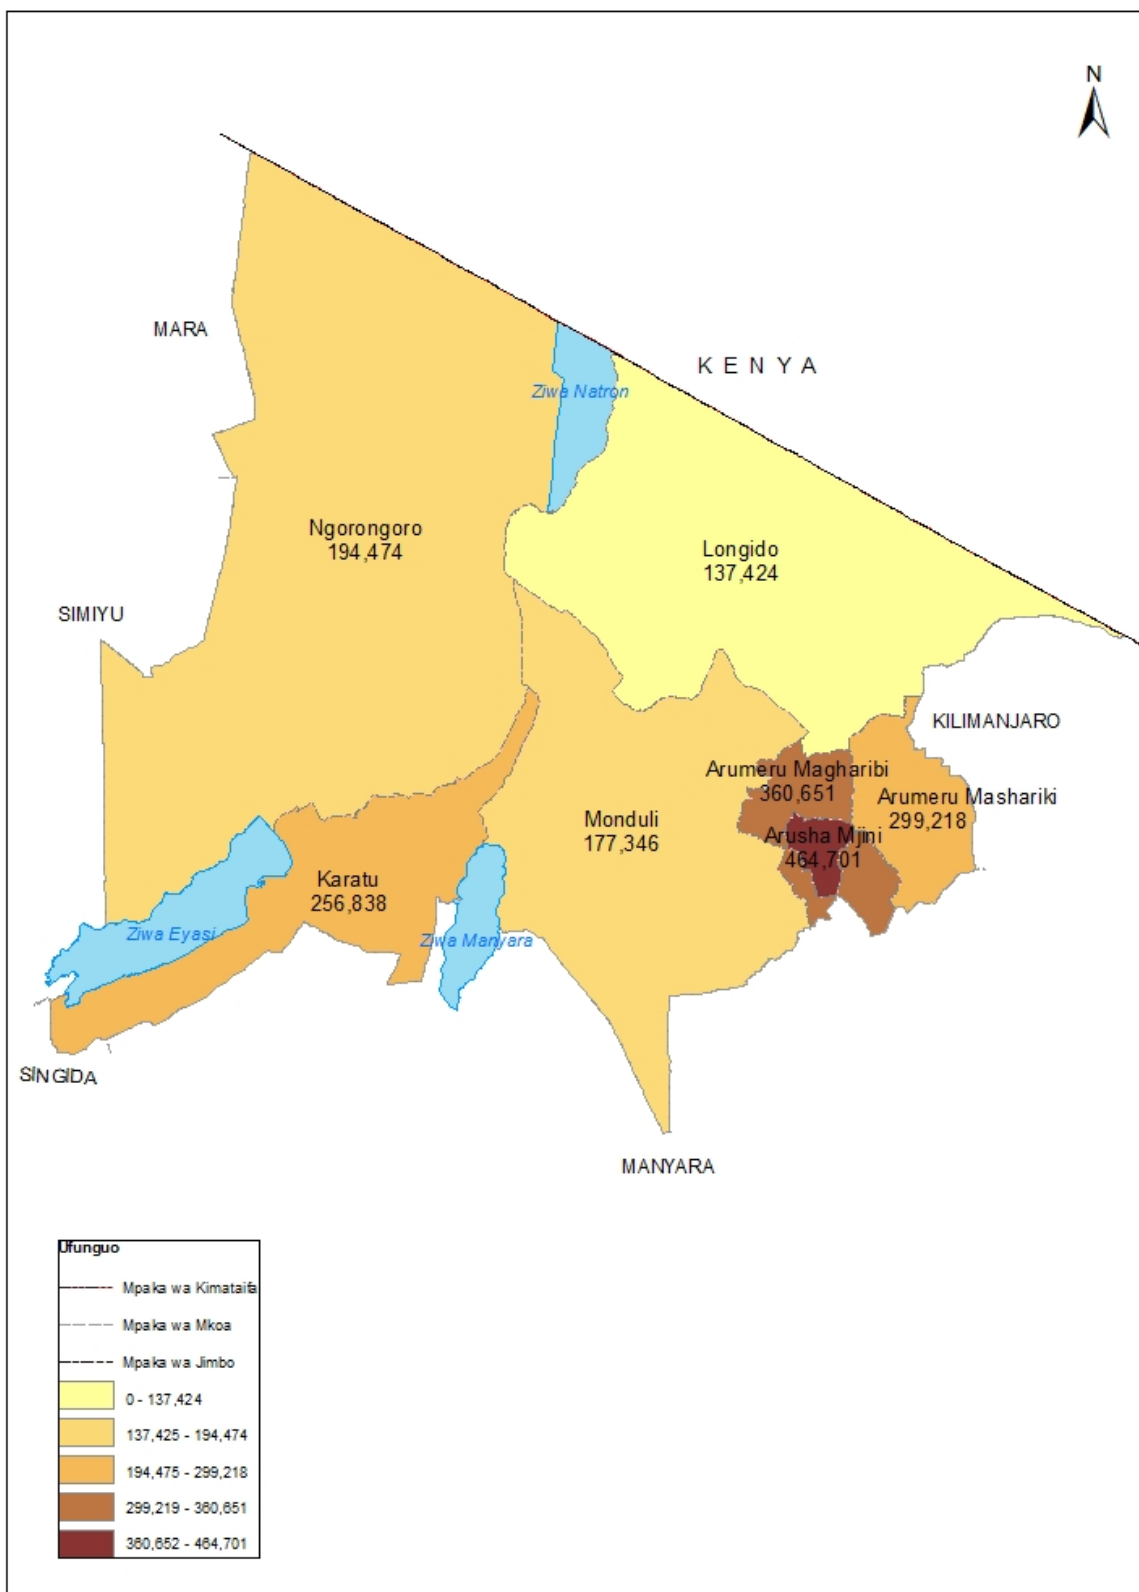 N
MARA
K E N Y A
Ziwa Natron
Ngorongoro
194,474
Longido
137,424
SIMIYU
KILIMANJARO
Arumeru Magharibi
360,651
Arumeru Mashariki
299,218
Monduli
177,346
Arusha Mjini
464,701
Karatu
256,838
Ziwa Eyasi
Ziwa Manyara
SINGIDA
MANYARA
Ufunguo
Mpaka wa Kimataifa
Mpaka wa Mkoa
Mpaka wa Jimbo
0 - 137,424
137,425 - 194,474
194,475 - 299,218
299,219 - 360,651
360,652 - 464,701